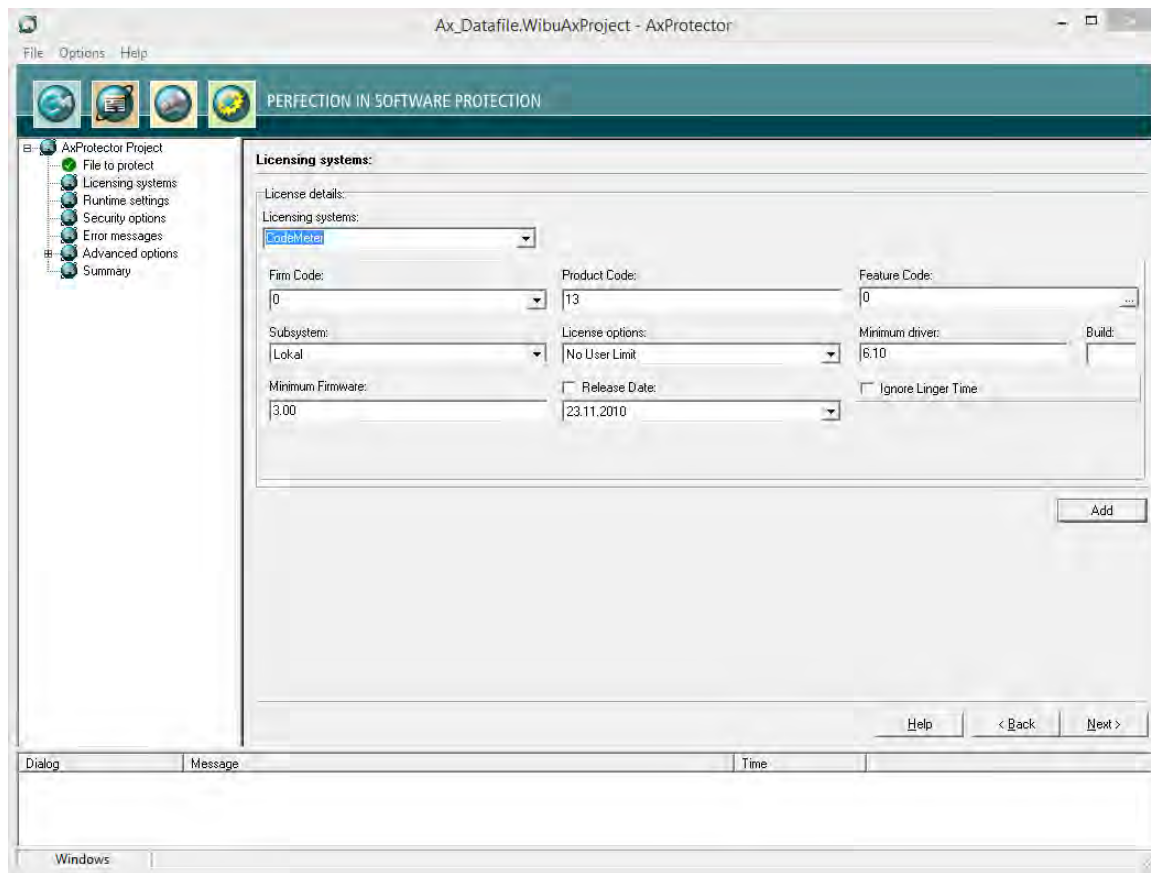 Ax_Datafile.WibuAxProject - AxProtector
File Options Help
PERFECTION IN SOFTWARE PROTECTION
AxProtector Project
File to protect
Licensing systems
Runtime settings
Security options
Error messages
Advanced options
Summary
Licensing systems:
License details:
Licensing systems:
CodeMeter
Firm Code: Product Code: Feature Code:
0 13 0 ...
Subsystem: License options: Minimum driver: Build:
Lokal No User Limit 6.10
Minimum Firmware: Release Date: Ignore Linger Time
3.00 23.11.2010
Add
Help < Back Next >
Dialog Message Time
Windows